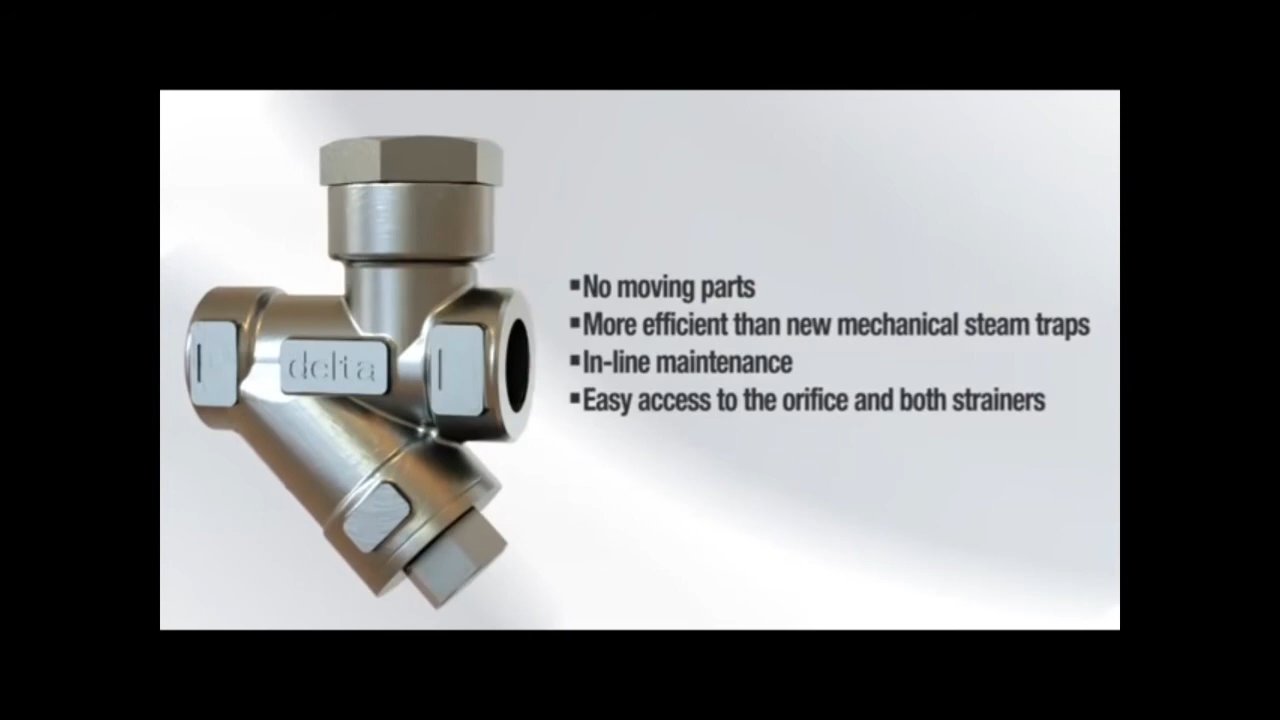 delta
▪No moving parts
▪More efficient than new mechanical steam traps
▪In-line maintenance
▪Easy access to the orifice and both strainers